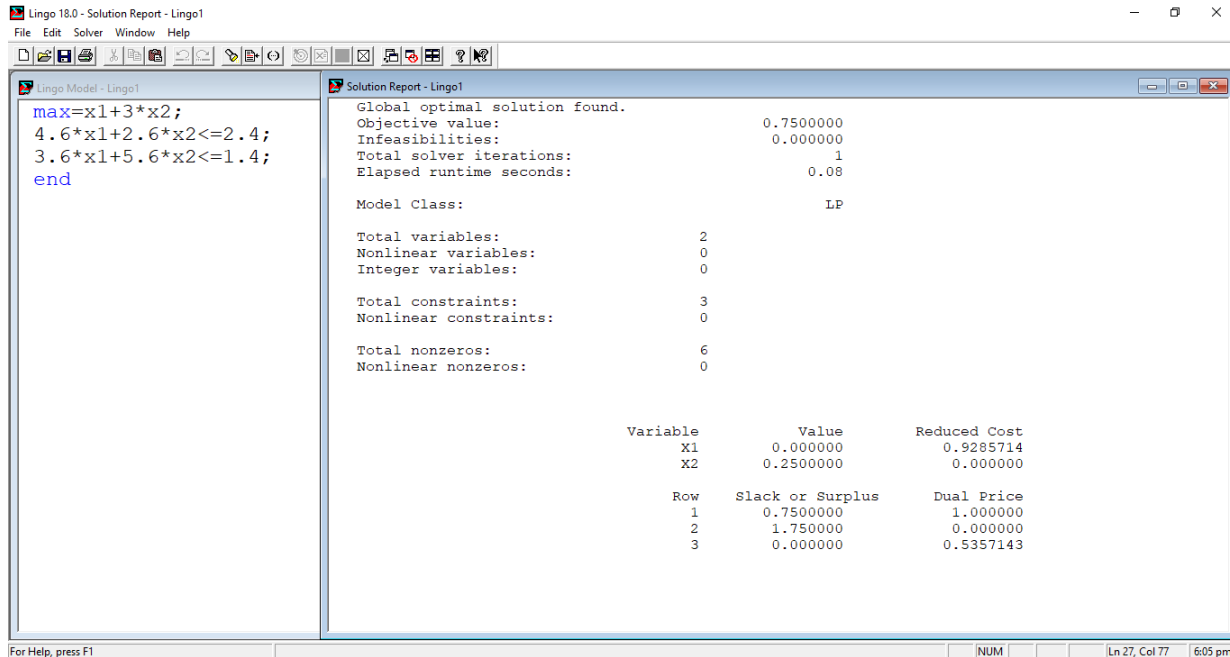 Lingo 18.0 - Solution Report - Lingo1
File Edit Solver Window Help
Lingo Model - Lingo1
max=x1+3*x2;
4.6*x1+2.6*x2<=2.4;
3.6*x1+5.6*x2<=1.4;
end
Solution Report - Lingo1
Global optimal solution found.
Objective value: 0.7500000
Infeasibilities: 0.000000
Total solver iterations: 1
Elapsed runtime seconds: 0.08
Model Class: LP
Total variables: 2
Nonlinear variables: 0
Integer variables: 0
Total constraints: 3
Nonlinear constraints: 0
Total nonzeros: 6
Nonlinear nonzeros: 0
Variable Value Reduced Cost
X1 0.000000 0.9285714
X2 0.2500000 0.000000
Row Slack or Surplus Dual Price
1 0.7500000 1.000000
2 1.750000 0.000000
3 0.000000 0.5357143
For Help, press F1
NUM
Ln 27, Col 77
6:05 pm